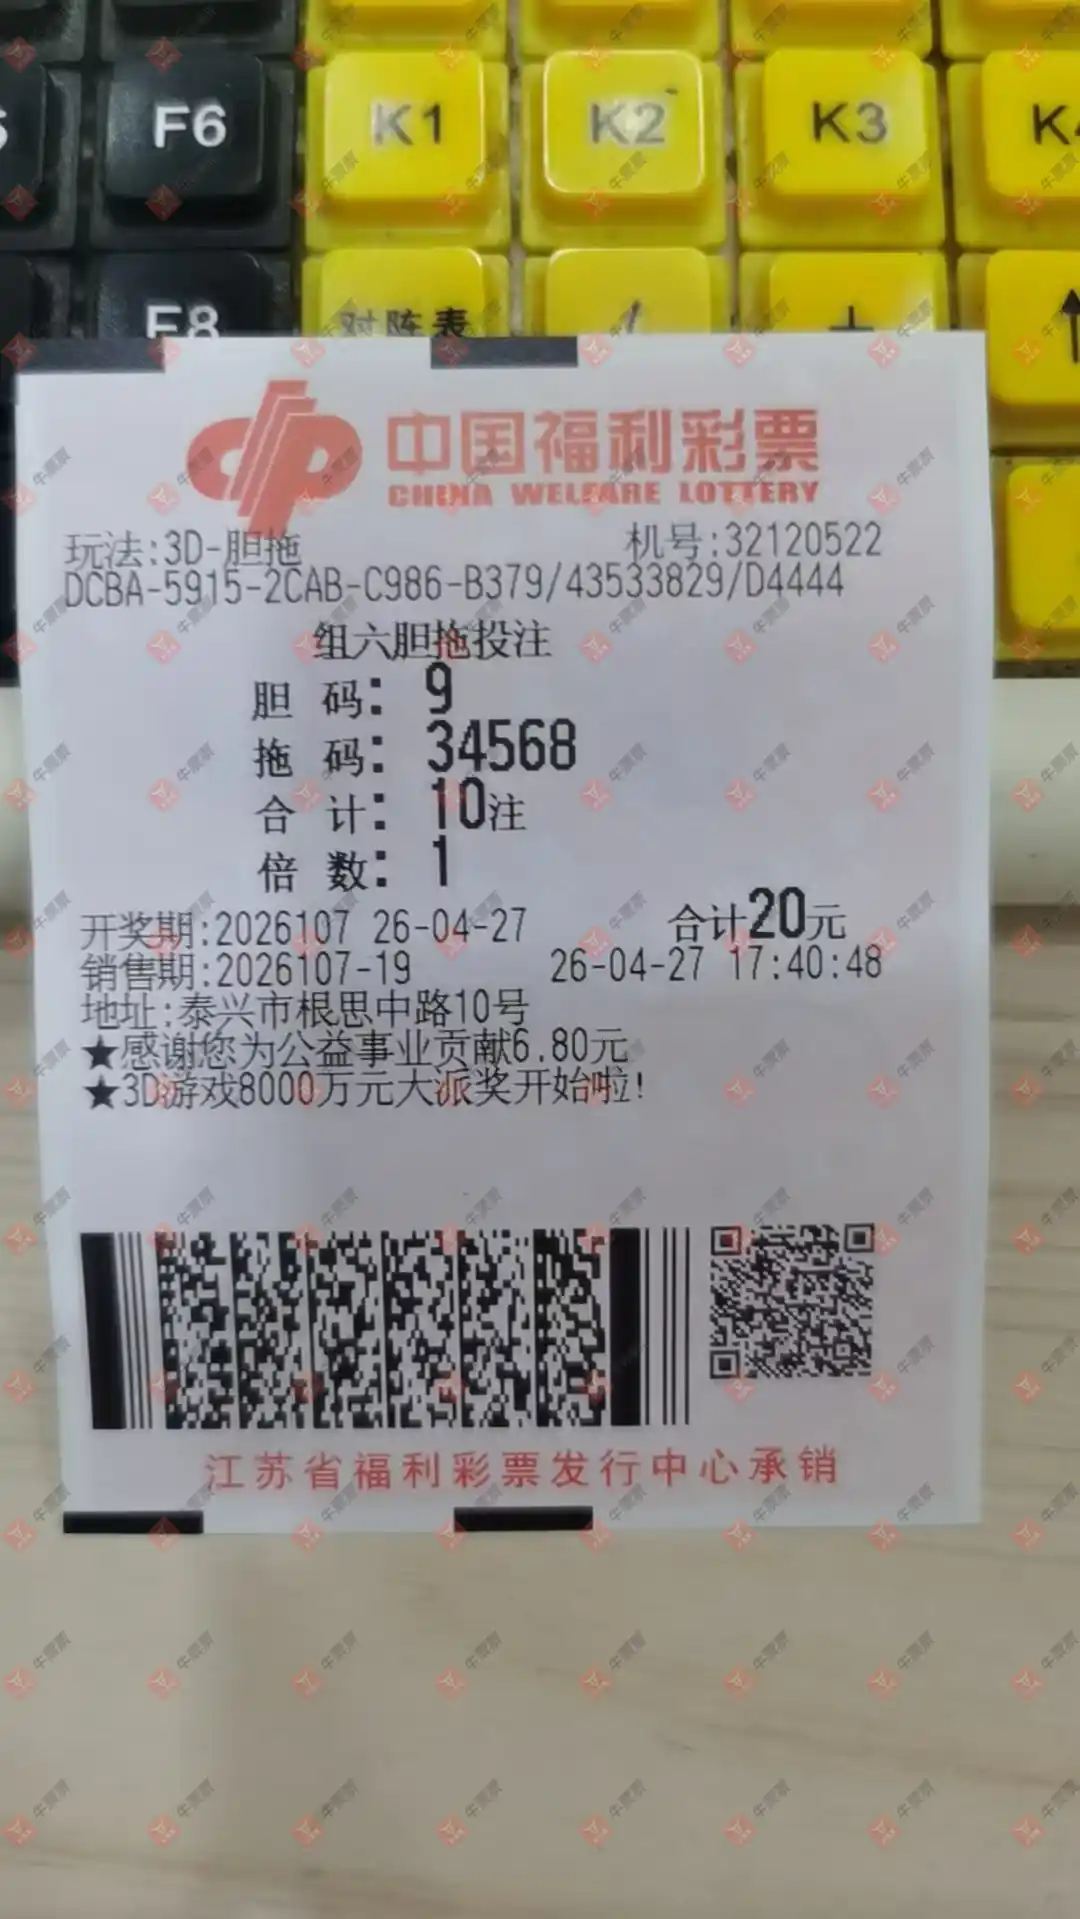 F6 K1 K2 K3
F8 对阵表
中国福利彩票
CHINA WELFARE LOTTERY
玩法:3D-胆拖 机号:32120522
DCBA-5915-2CAB-C986-B379/43533829/D4444
组六胆拖投注
胆 码: 9
拖 码: 34568
合 计: 10注
倍 数: 1
开奖期:2026107 26-04-27 合计20元
销售期:2026107-19 26-04-27 17:40:48
地址:泰兴市根思中路10号
★感谢您为公益事业贡献6.80元
★3D游戏8000万元大派奖开始啦!
江苏省福利彩票发行中心承销
牛票票